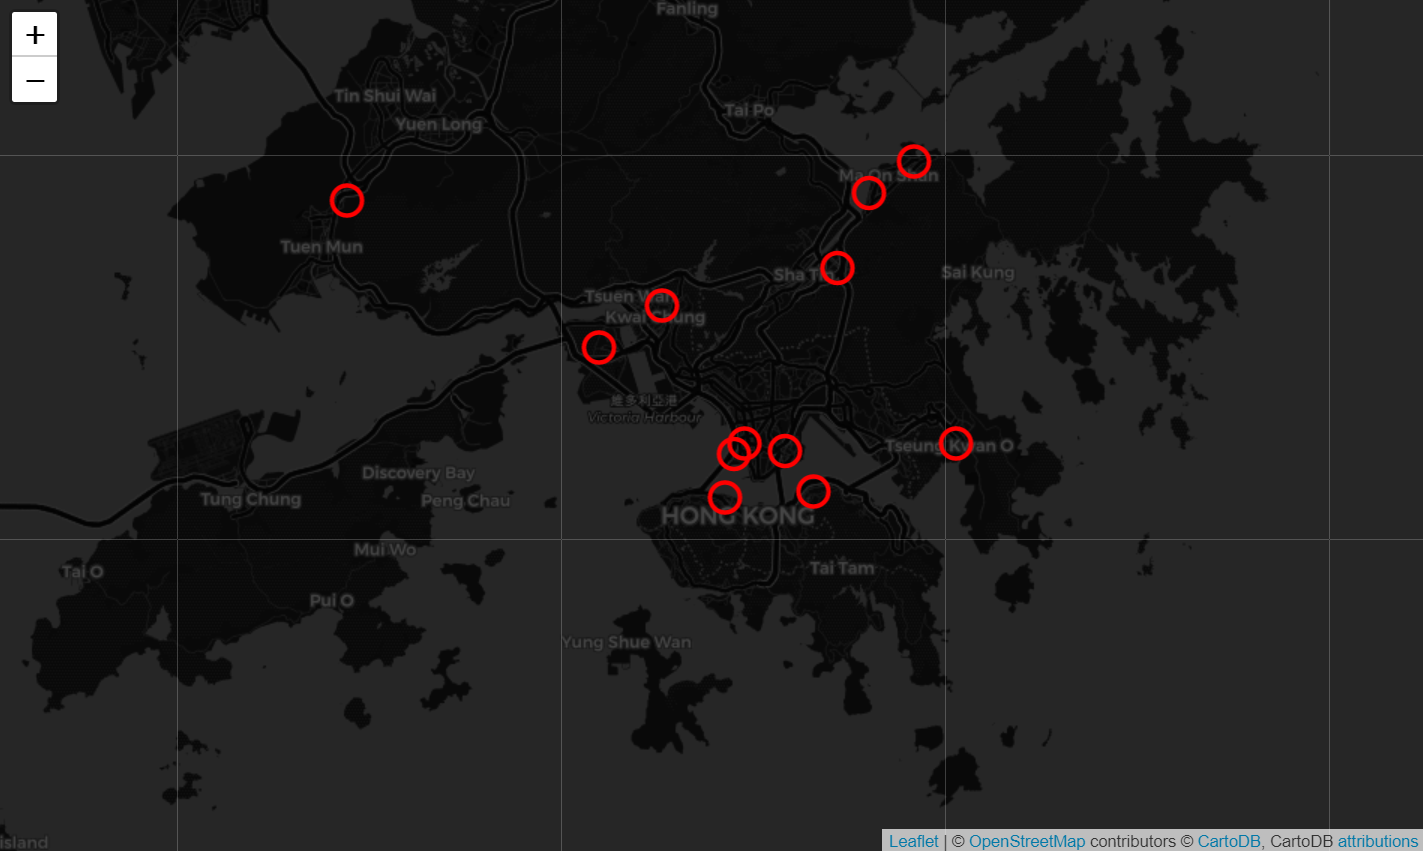 +
−
Fanling
Tin Shui Wai
Tai Po
Yuen Long
Ma On Shan
Tuen Mun
Sha Tin
Sai Kung
Tsuen Wan
Kwai Chung
維多利亞港
Victoria Harbour
Tseung Kwan O
Discovery Bay
Tung Chung
Peng Chau
HONG KONG
Mui Wo
Tai O
Tai Tam
Pui O
Yung Shue Wan
island
Leaflet | © OpenStreetMap contributors © CartoDB, CartoDB attributions